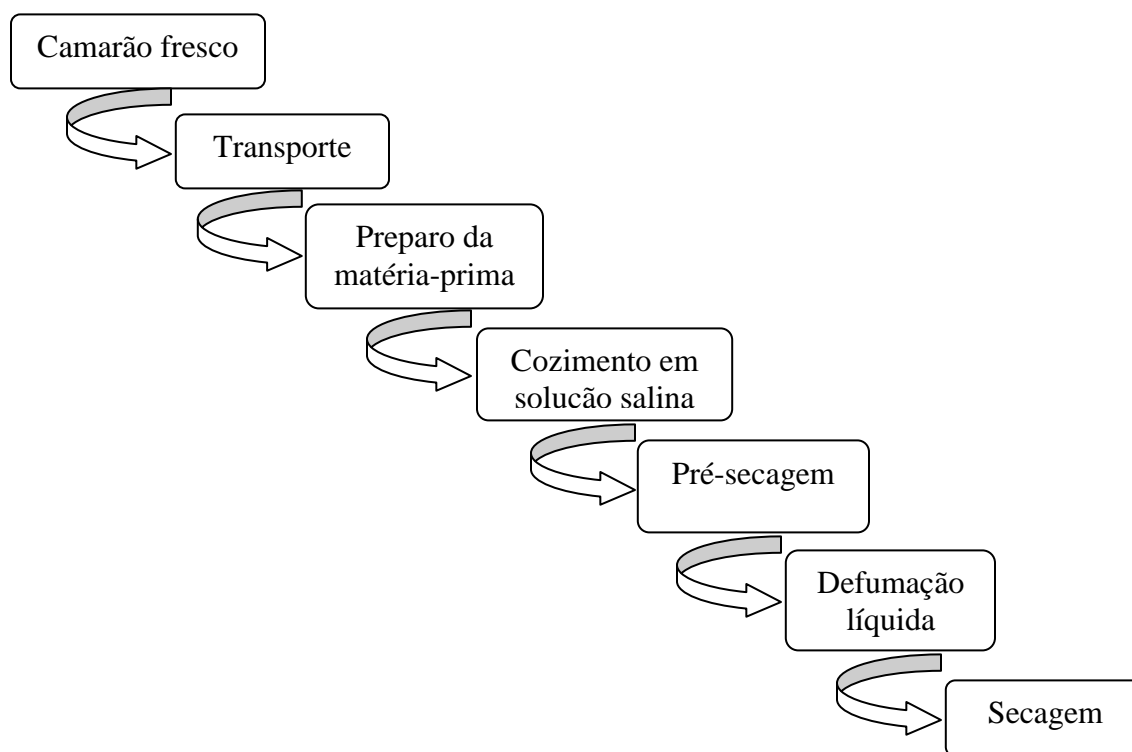 Camarão fresco
Transporte
Preparo da
matéria-prima
Cozimento em
solucão salina
Pré-secagem
Defumação
líquida
Secagem